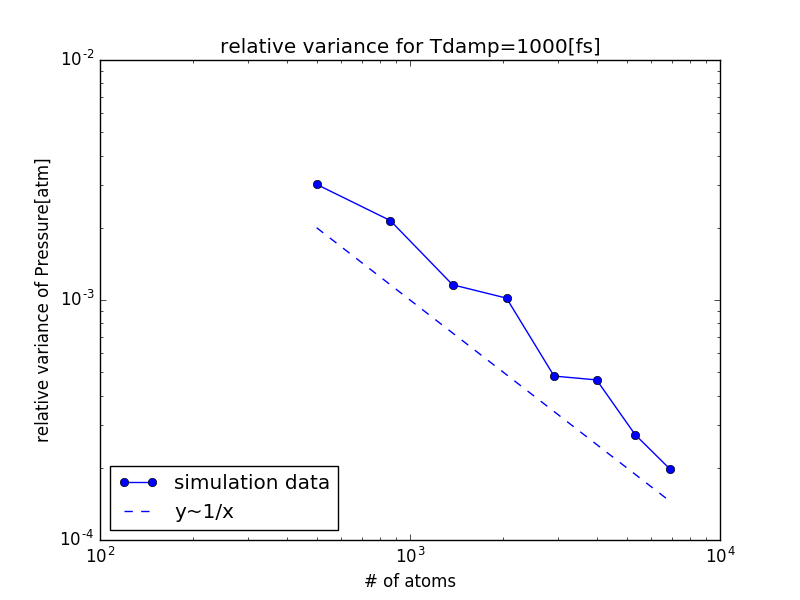 relative variance for Tdamp=1000[fs]
relative variance of Pressure[atm]
10^-2
10^-3
10^-4
simulation data
y~1/x
10^2
10^3
10^4
# of atoms